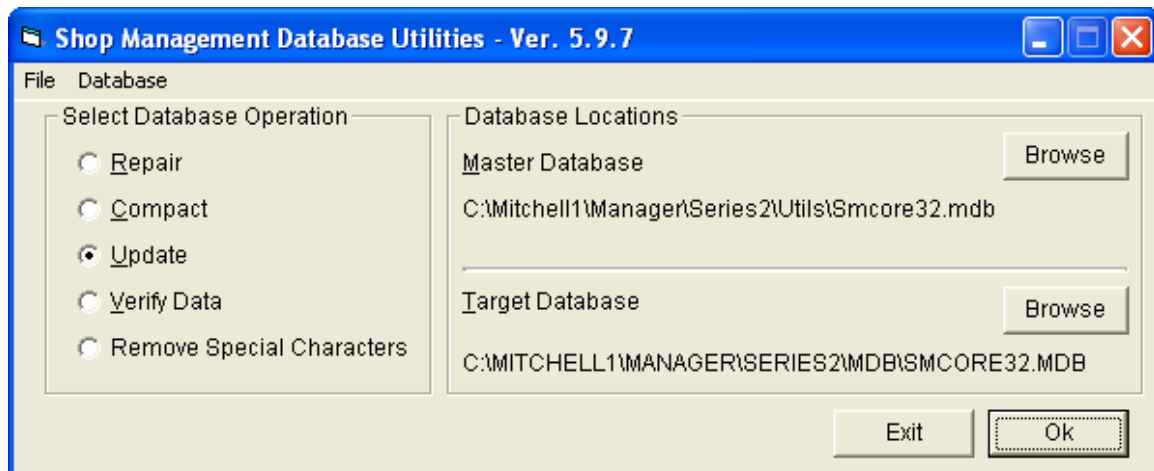 Shop Management Database Utilities - Ver. 5.9.7
File Database
Select Database Operation
Repair
Compact
Update
Verify Data
Remove Special Characters
Database Locations
Master Database
Browse
C:\Mitchell1\Manager\Series2\Utils\Smcore32.mdb
Target Database
Browse
C:\MITCHELL1\MANAGER\SERIES2\MDB\SMCORE32.MDB
Exit
Ok